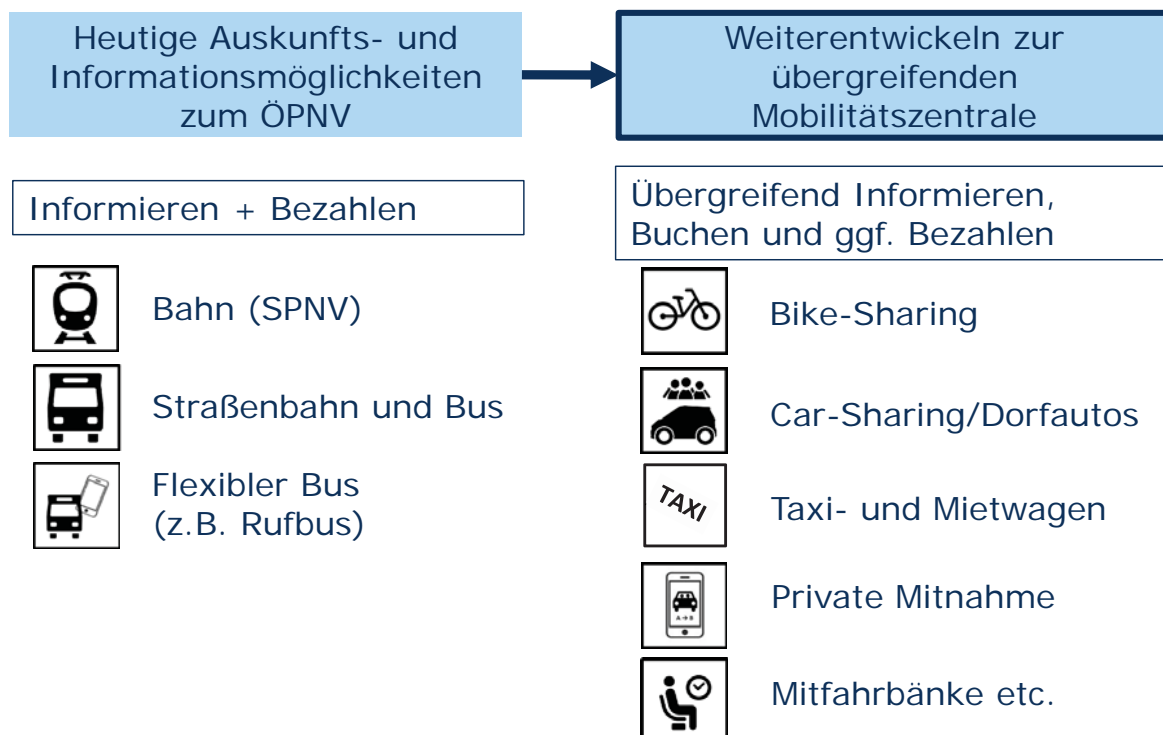 Heutige Auskunfts- und
Informationsmöglichkeiten
zum ÖPNV
Weiterentwickeln zur
übergreifenden
Mobilitätszentrale
Informieren + Bezahlen
Übergreifend Informieren,
Buchen und ggf. Bezahlen
Bahn (SPNV)
Straßenbahn und Bus
Flexibler Bus
(z.B. Rufbus)
Bike-Sharing
Car-Sharing/Dorfautos
TAXI
Taxi- und Mietwagen
A→B
Private Mitnahme
Mitfahrbänke etc.